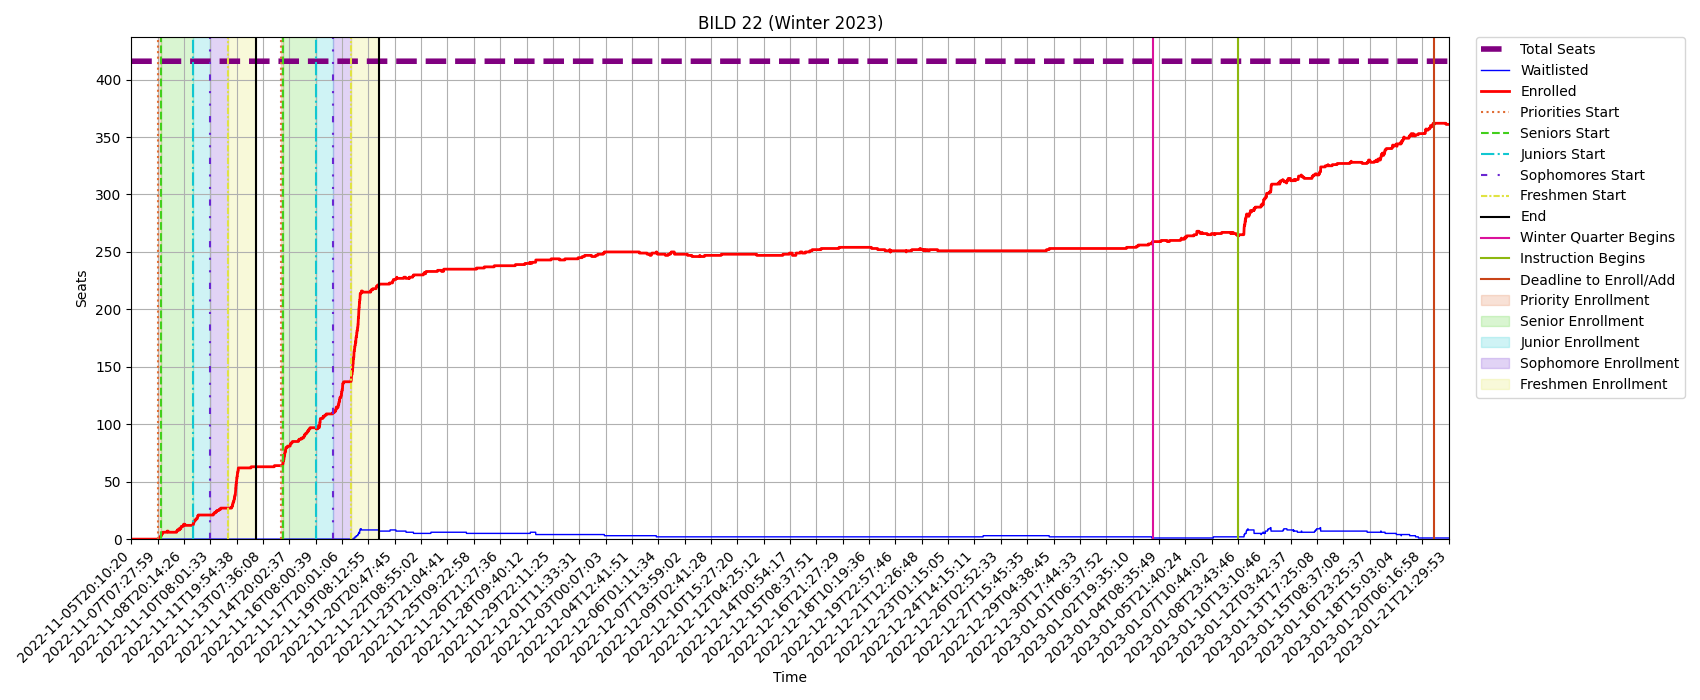 BILD 22 (Winter 2023)
Total Seats
Waitlisted
Enrolled
Priorities Start
Seniors Start
Juniors Start
Sophomores Start
Freshmen Start
End
Winter Quarter Begins
Instruction Begins
Deadline to Enroll/Add
Priority Enrollment
Senior Enrollment
Junior Enrollment
Sophomore Enrollment
Freshmen Enrollment
Seats
400
350
300
250
200
150
100
50
0
2022-11-05T20:10:20
2022-11-07T07:27:59
2022-11-08T20:14:26
2022-11-10T08:01:33
2022-11-11T19:54:38
2022-11-13T07:36:08
2022-11-14T20:02:37
2022-11-16T08:00:39
2022-11-17T20:01:06
2022-11-19T08:12:55
2022-11-20T20:47:45
2022-11-22T08:55:02
2022-11-23T21:04:41
2022-11-25T09:22:58
2022-11-26T21:27:36
2022-11-28T09:40:12
2022-11-29T22:11:25
2022-12-01T11:33:31
2022-12-03T00:07:03
2022-12-04T12:41:51
2022-12-06T01:11:34
2022-12-07T13:59:02
2022-12-09T02:41:28
2022-12-10T15:27:20
2022-12-12T04:25:12
2022-12-14T00:54:17
2022-12-15T08:37:51
2022-12-16T21:27:29
2022-12-18T10:19:36
2022-12-19T22:57:46
2022-12-21T12:26:48
2022-12-23T01:15:05
2022-12-24T14:15:11
2022-12-26T02:52:33
2022-12-27T15:45:35
2022-12-29T04:38:45
2022-12-30T17:44:33
2023-01-01T06:37:52
2023-01-02T19:35:10
2023-01-04T08:35:49
2023-01-05T21:40:24
2023-01-07T10:44:02
2023-01-08T23:43:46
2023-01-10T13:10:46
2023-01-12T03:42:37
2023-01-13T17:25:08
2023-01-15T08:37:08
2023-01-16T23:25:37
2023-01-18T15:03:04
2023-01-20T06:16:58
2023-01-21T21:29:53
Time